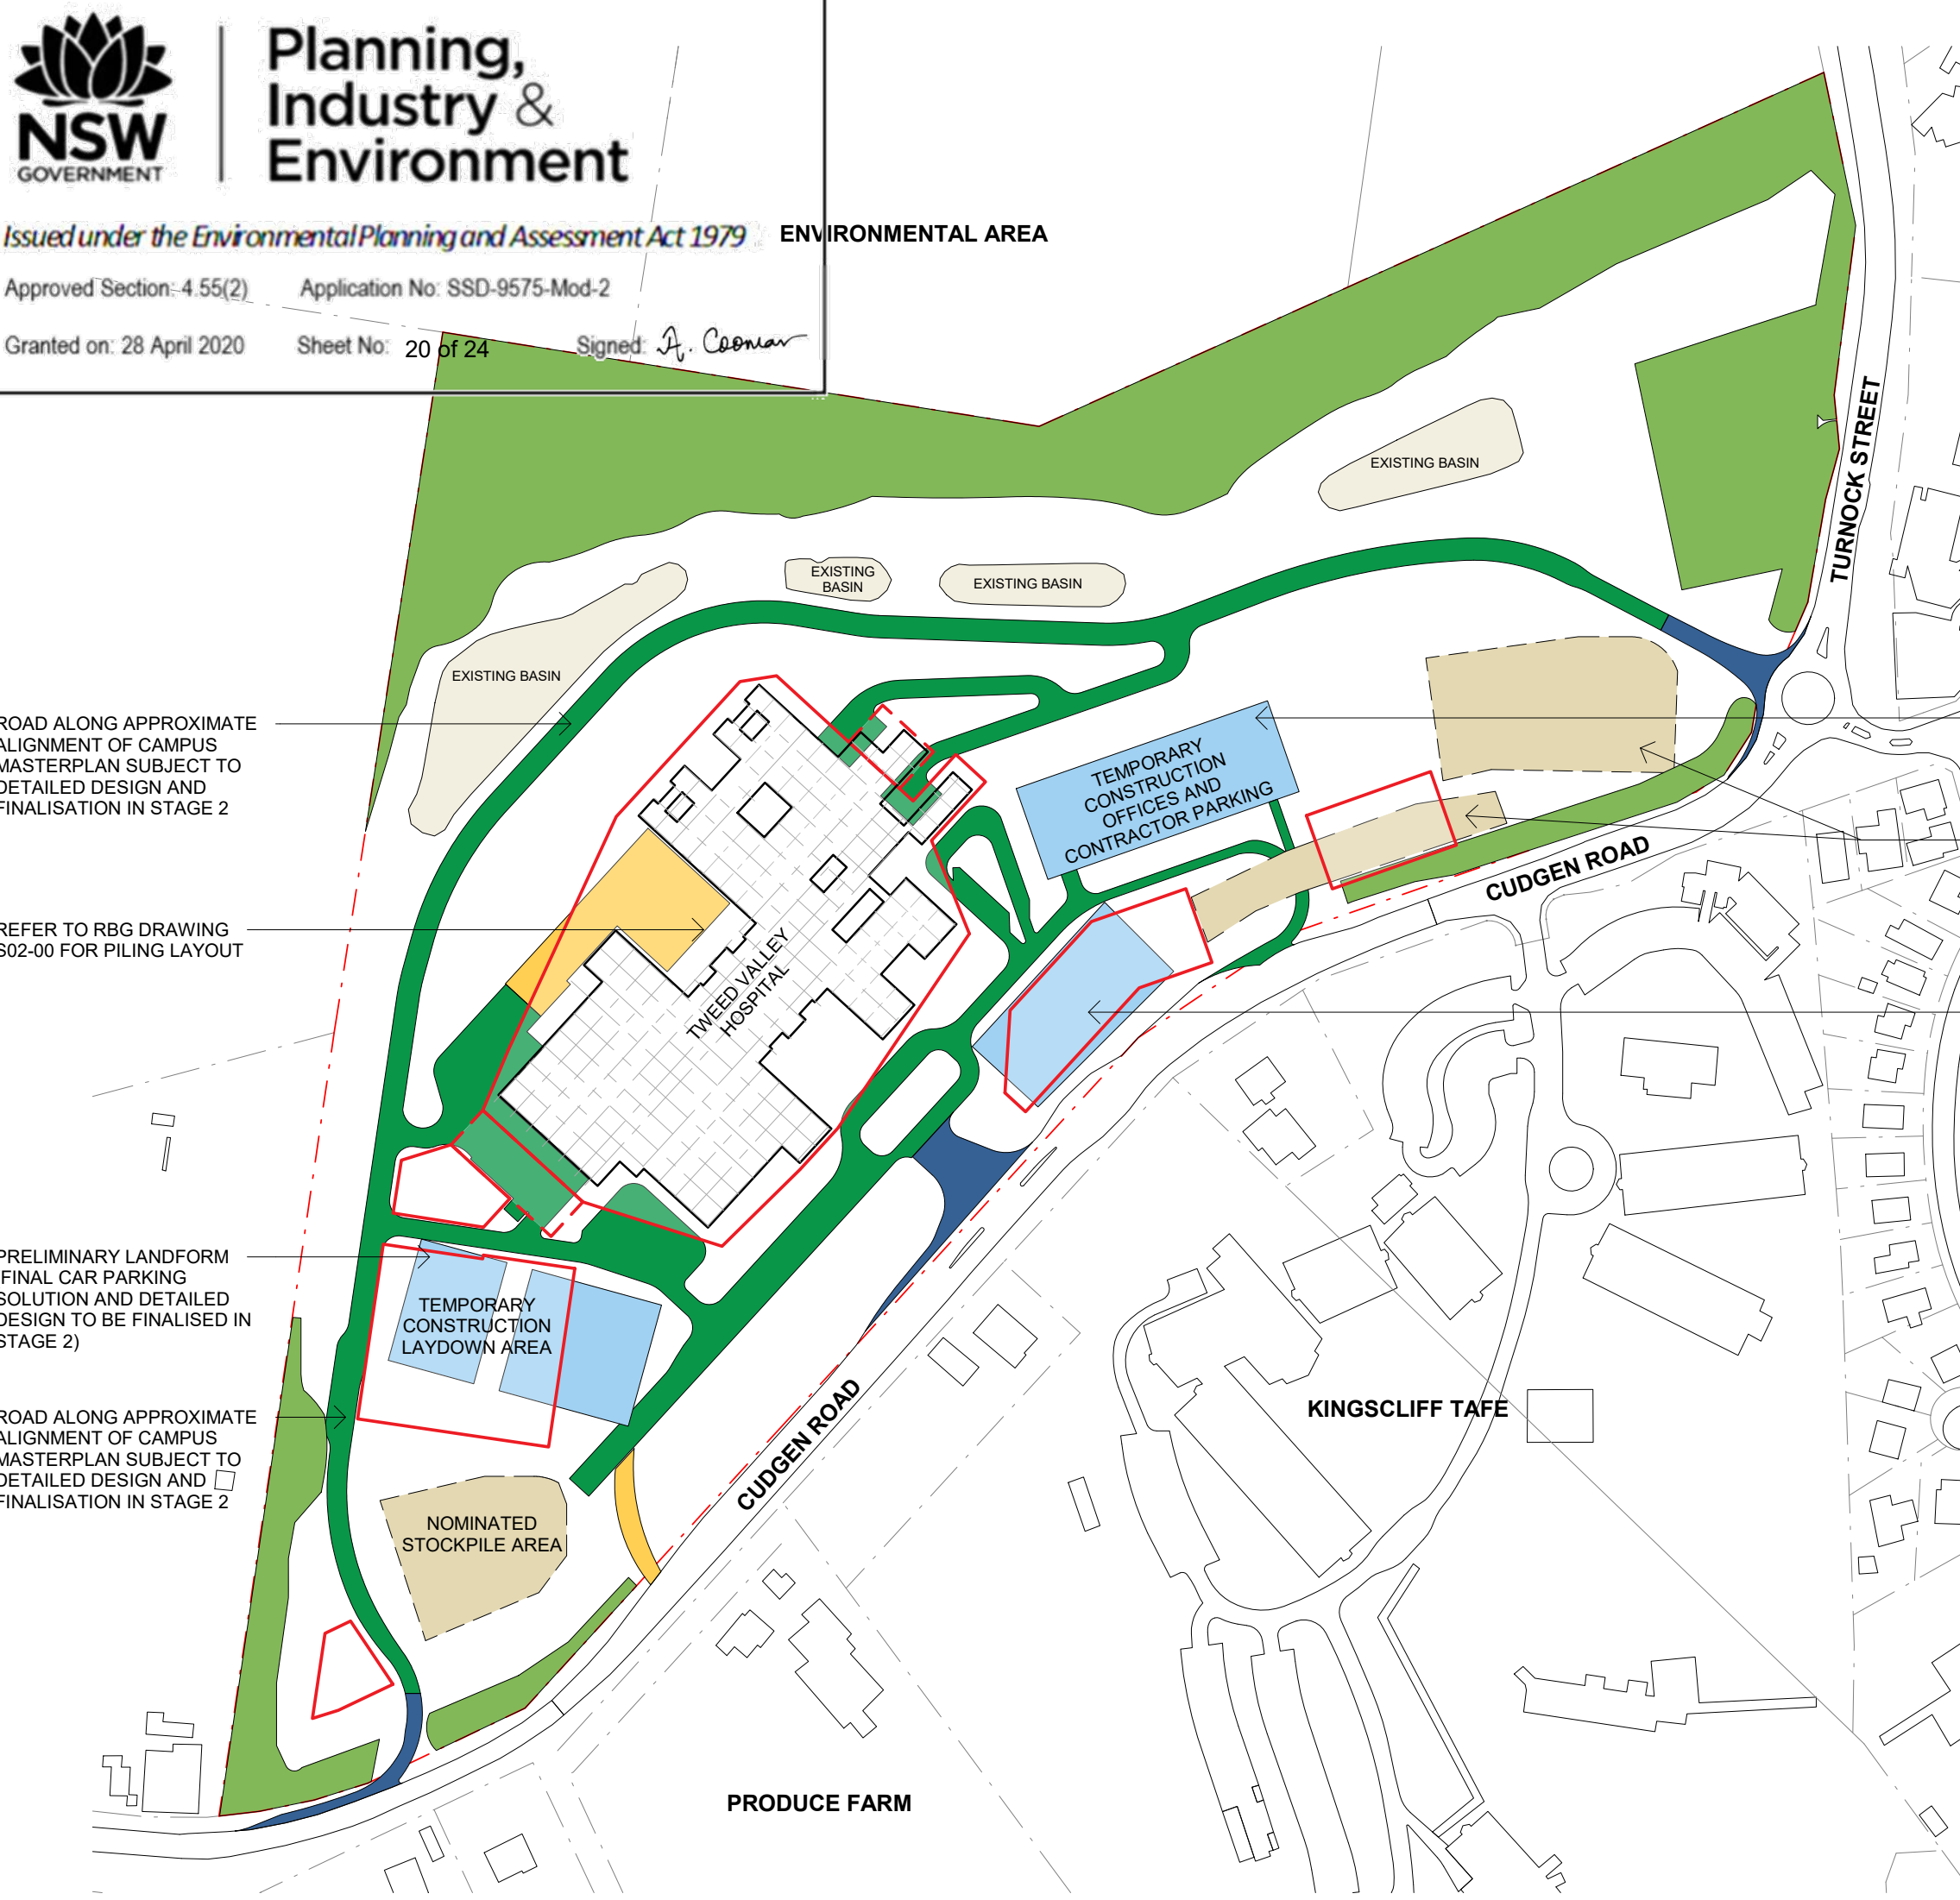 NSW
GOVERNMENT
Planning,
Industry &
Environment
Issued under the Environmental Planning and Assessment Act 1979
Approved Section: 4.55(2) Application No: SSD-9575-Mod-2
Granted on: 28 April 2020 Sheet No: 20 of 24 Signed: A. Coomar
ENVIRONMENTAL AREA
EXISTING BASIN
TURNOCK STREET
EXISTING
BASIN
EXISTING BASIN
EXISTING BASIN
ROAD ALONG APPROXIMATE
ALIGNMENT OF CAMPUS
MASTERPLAN SUBJECT TO
DETAILED DESIGN AND
FINALISATION IN STAGE 2
TEMPORARY
CONSTRUCTION
OFFICES AND
CONTRACTOR PARKING
CUDGEN ROAD
REFER TO RBG DRAWING
S02-00 FOR PILING LAYOUT
TWEED VALLEY
HOSPITAL
PRELIMINARY LANDFORM
FINAL CAR PARKING
SOLUTION AND DETAILED
DESIGN TO BE FINALISED IN
STAGE 2)
TEMPORARY
CONSTRUCTION
LAYDOWN AREA
ROAD ALONG APPROXIMATE
ALIGNMENT OF CAMPUS
MASTERPLAN SUBJECT TO
DETAILED DESIGN AND
FINALISATION IN STAGE 2
CUDGEN ROAD
KINGSCLIFF TAFE
NOMINATED
STOCKPILE AREA
PRODUCE FARM